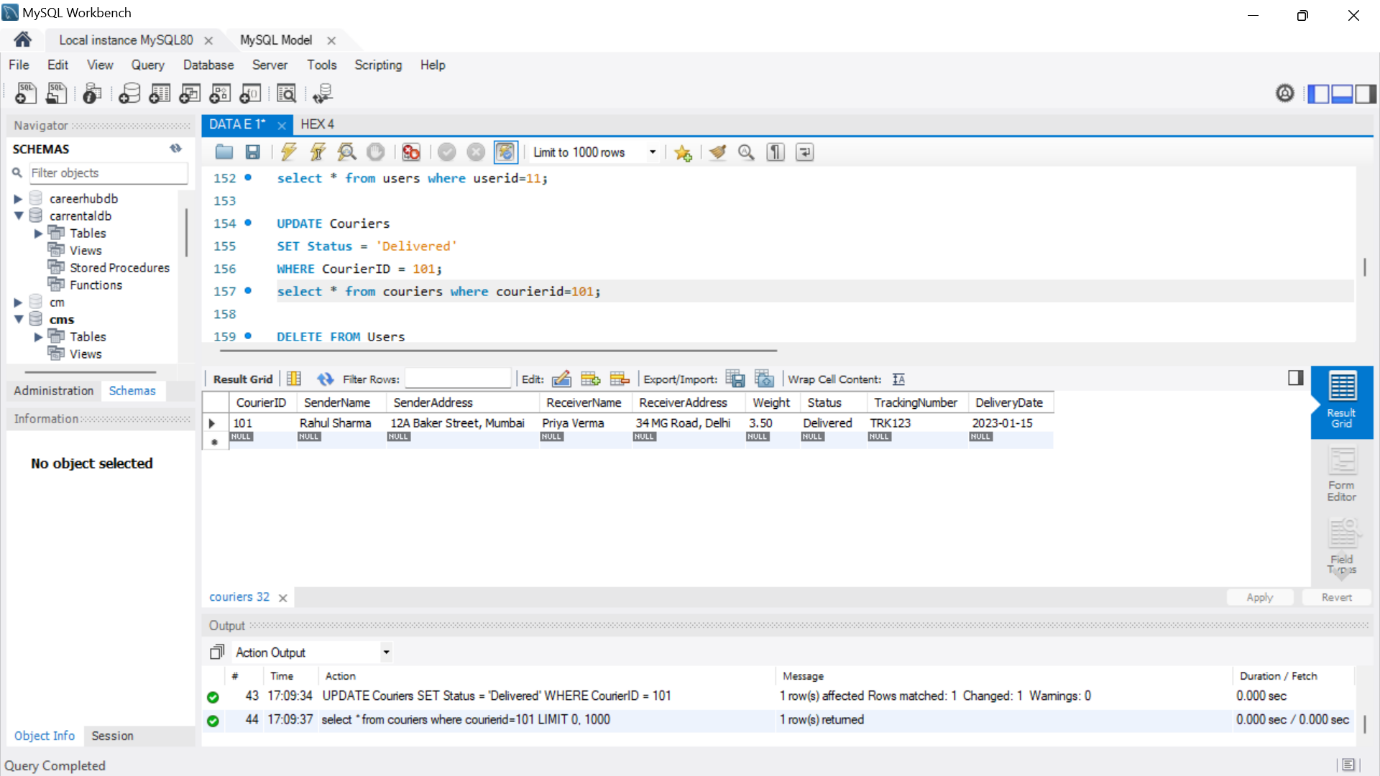 MySQL Workbench
Local instance MySQL80
MySQL Model
File Edit View Query Database Server Tools Scripting Help
Navigator
SCHEMAS
Filter objects
careerhubdb
carrentaldb
Tables
Views
Stored Procedures
Functions
cm
cms
Tables
Views
Administration Schemas
Information
No object selected
Object Info Session
DATA E 1* HEX 4
Limit to 1000 rows
152 select * from users where userid=11;
153
154 UPDATE Couriers
155 SET Status = 'Delivered'
156 WHERE CourierID = 101;
157 select * from couriers where courierid=101;
158
159 DELETE FROM Users
Result Grid Filter Rows: Edit: Export/Import: Wrap Cell Content:
CourierID SenderName SenderAddress ReceiverName ReceiverAddress Weight Status TrackingNumber DeliveryDate
101 Rahul Sharma 12A Baker Street, Mumbai Priya Verma 34 MG Road, Delhi 3.50 Delivered TRK123 2023-01-15
NULL NULL NULL NULL NULL NULL NULL NULL NULL
Result
Grid
Form
Editor
Field
Types
couriers 32
Apply Revert
Output
Action Output
# Time Action Message Duration / Fetch
43 17:09:34 UPDATE Couriers SET Status = 'Delivered' WHERE CourierID = 101 1 row(s) affected Rows matched: 1 Changed: 1 Warnings: 0 0.000 sec
44 17:09:37 select * from couriers where courierid=101 LIMIT 0, 1000 1 row(s) returned 0.000 sec / 0.000 sec
Query Completed